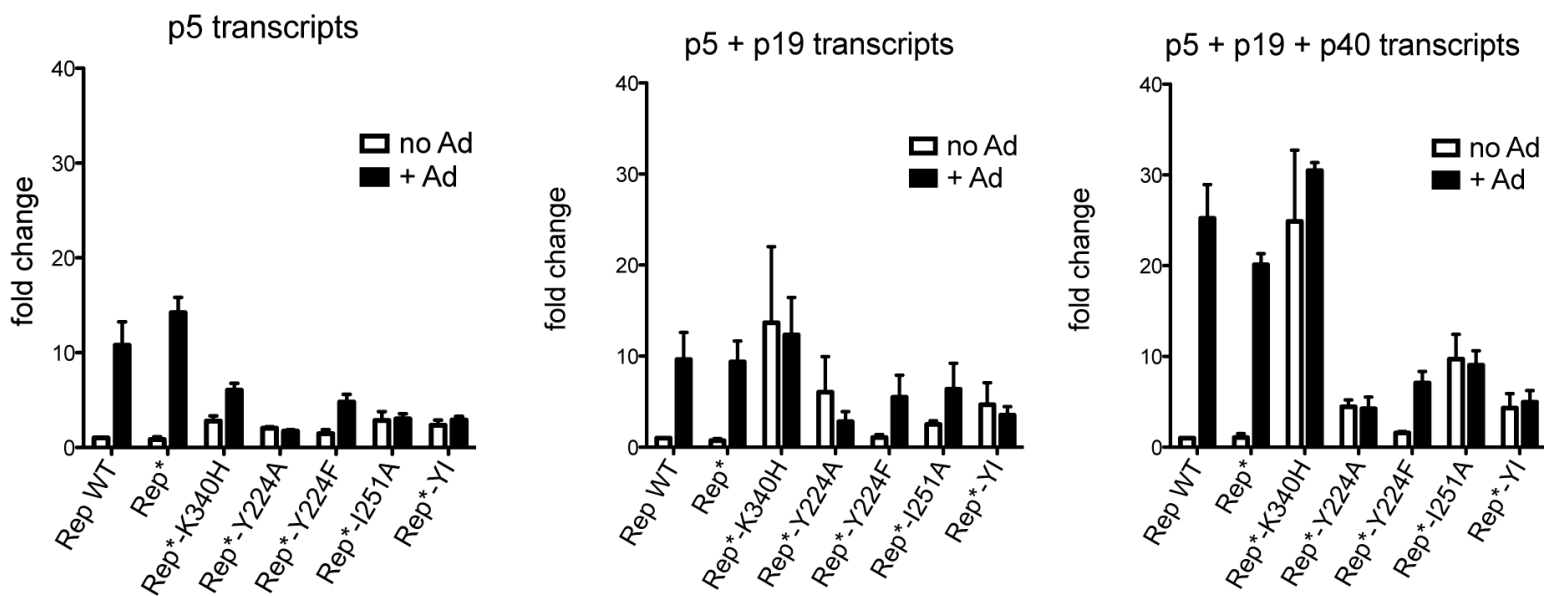 p5 transcripts
fold change
40
30
20
10
0
no Ad
+ Ad
Rep WT
Rep*
Rep*-K340H
Rep*-Y224A
Rep*-Y224F
Rep*-I251A
Rep*-YI
p5 + p19 transcripts
fold change
40
30
20
10
0
no Ad
+ Ad
Rep WT
Rep*
Rep*-K340H
Rep*-Y224A
Rep*-Y224F
Rep*-I251A
Rep*-YI
p5 + p19 + p40 transcripts
fold change
40
30
20
10
0
no Ad
+ Ad
Rep WT
Rep*
Rep*-K340H
Rep*-Y224A
Rep*-Y224F
Rep*-I251A
Rep*-YI